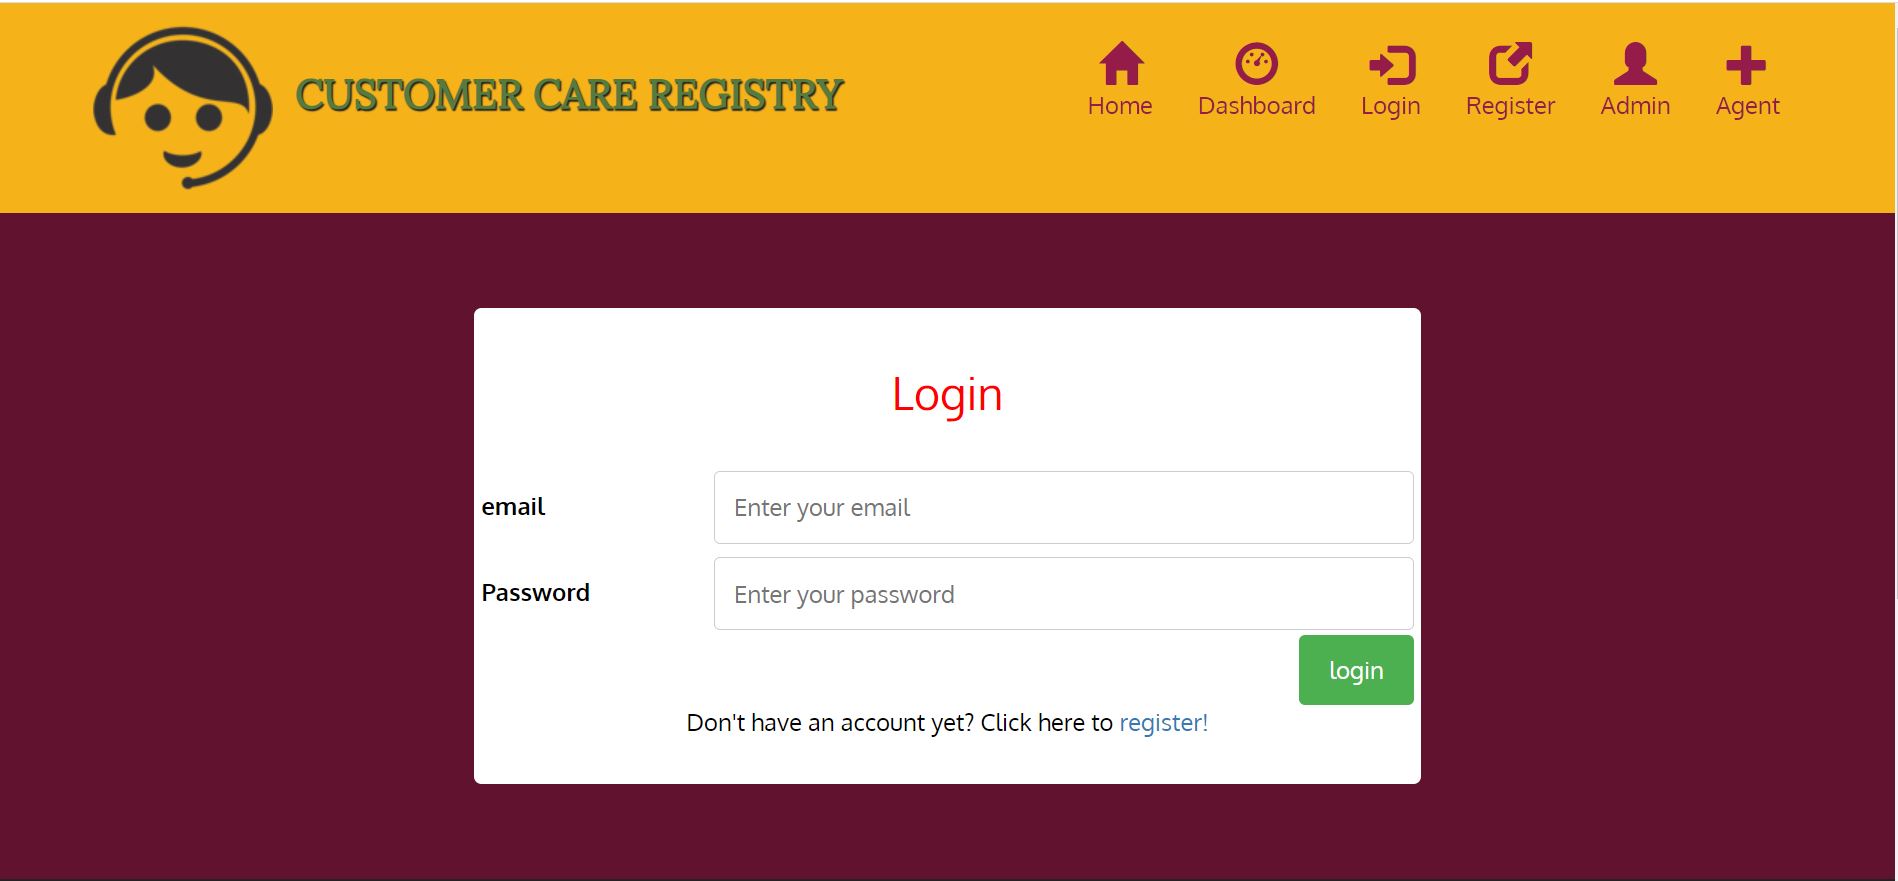 CUSTOMER CARE REGISTRY
Home Dashboard Login Register Admin Agent
Login
email Enter your email
Password Enter your password
login
Don't have an account yet? Click here to register!